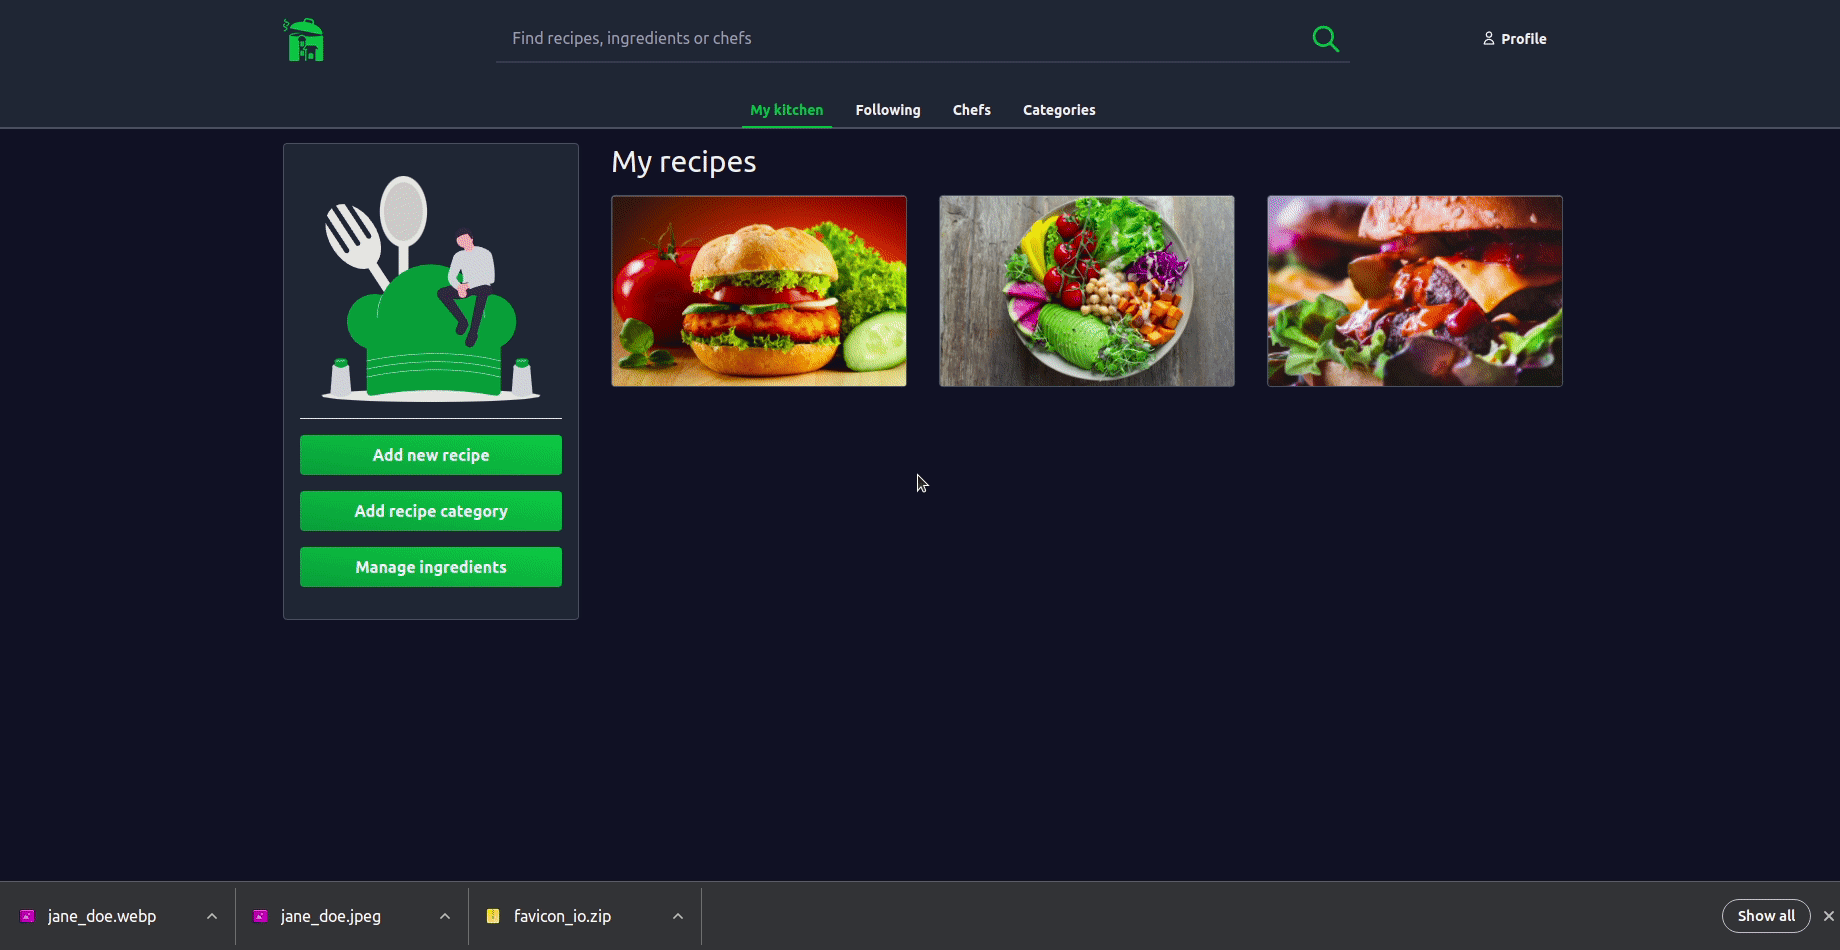 Find recipes, ingredients or chefs
Profile
My kitchen
Following
Chefs
Categories
My recipes
Add new recipe
Add recipe category
Manage ingredients
jane_doe.webp
jane_doe.jpeg
favicon_io.zip
Show all